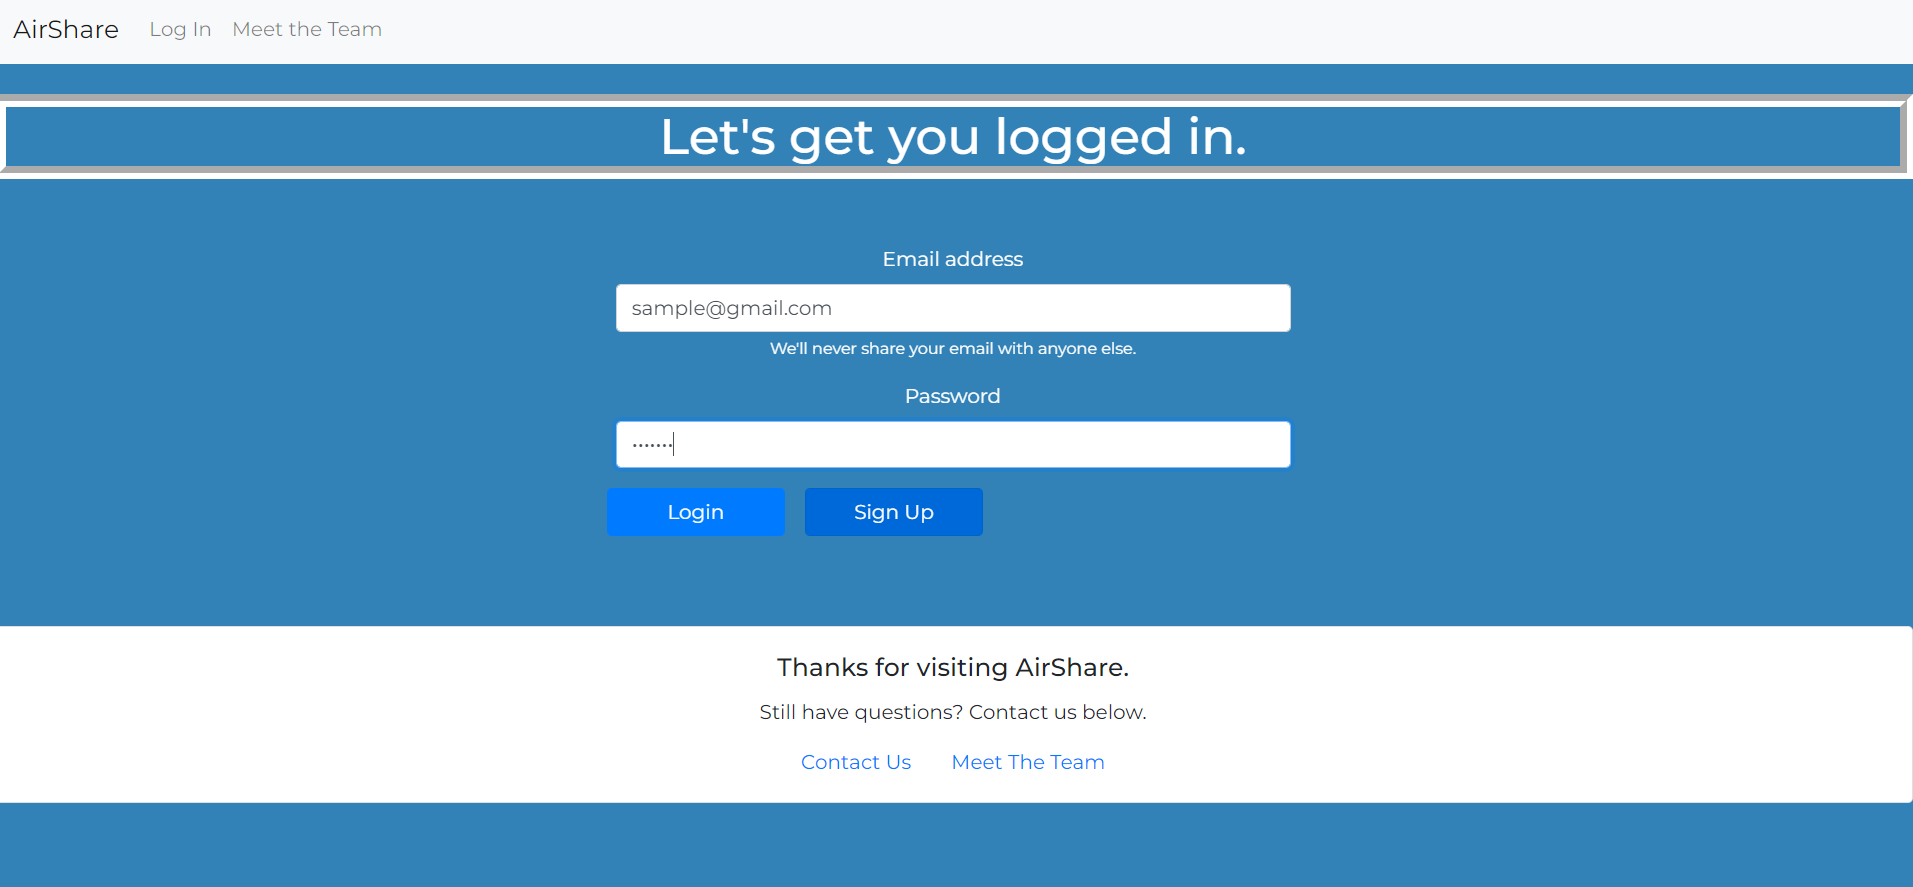 AirShare Log In Meet the Team
Let's get you logged in.
Email address
sample@gmail.com
We'll never share your email with anyone else.
Password
·······
Login Sign Up
Thanks for visiting AirShare.
Still have questions? Contact us below.
Contact Us Meet The Team